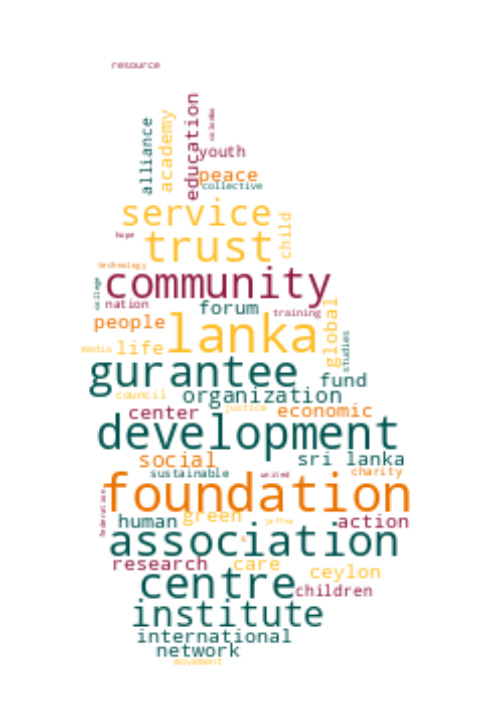 resource
alliance
academy
education
colombo
youth
peace
collective
service
child
hope
trust
technology
community
college
nation
forum
training
people
lanka
global
studies
media
life
gurantee
fund
council
organization
justice
center
economic
development
social
sri lanka
sustainable
united
charity
foundation
federation
human
green
jaffna
action
association
s
research
care
ceylon
centre
children
institute
international
network
movement